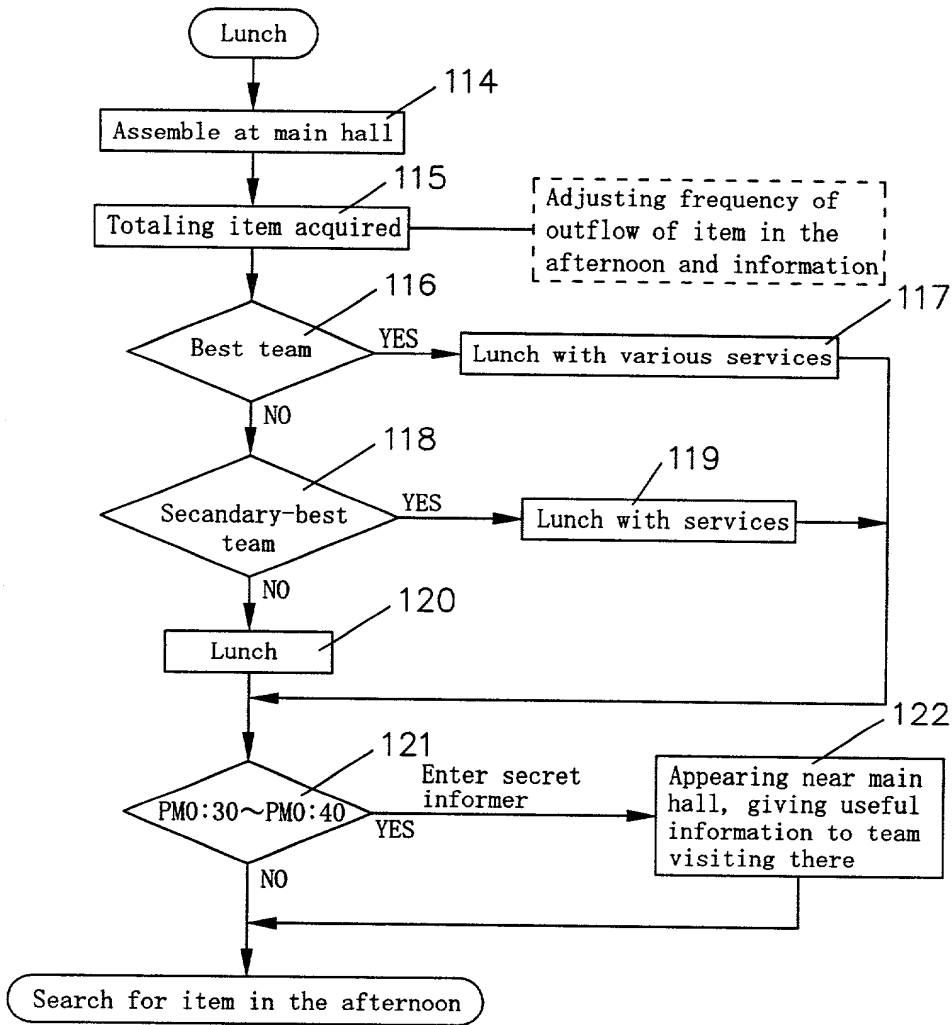 Lunch
114
Assemble at main hall
115
Totaling item acquired
Adjusting frequency of
outflow of item in the
afternoon and information
116
117
Best team
YES
Lunch with various services
NO
118
119
Secandary-best
team
YES
Lunch with services
NO
120
Lunch
121
122
PM0:30～PM0:40
Enter secret
informer
YES
Appearing near main
hall, giving useful
information to team
visiting there
NO
Search for item in the afternoon